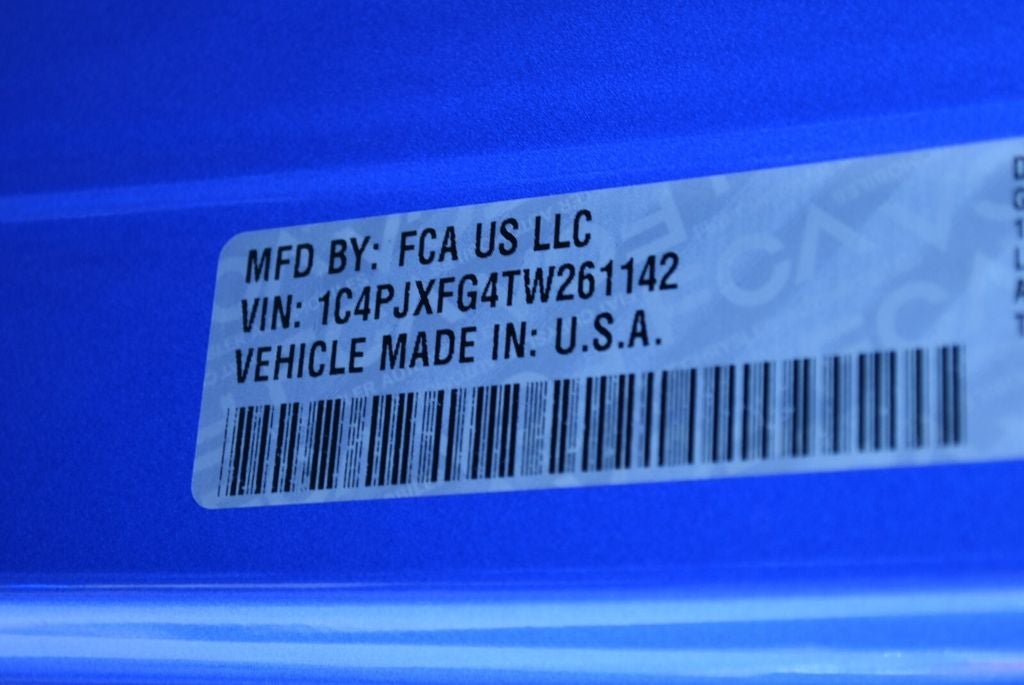 MFD BY: FCA US LLC
VIN: 1C4PJXFG4TW261142
VEHICLE MADE IN: U.S.A.